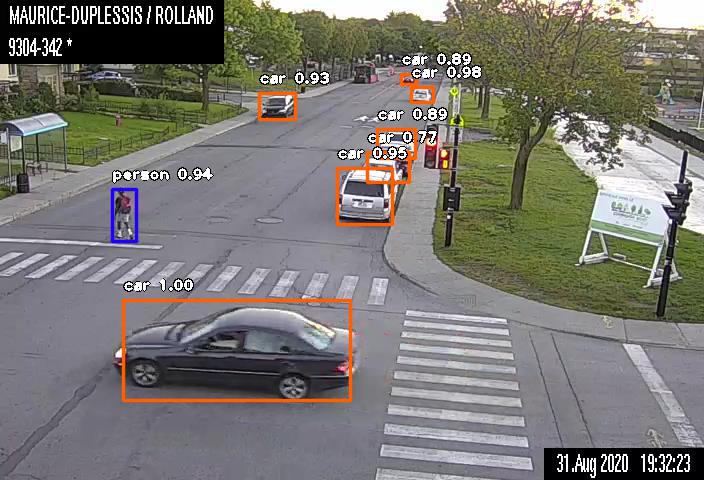 MAURICE-DUPLESSIS / ROLLAND
9304-342 *
car 0.89
car 0.98
car 0.93
car 0.89
car 0.77
car 0.95
person 0.94
car 1.00
31.Aug 2020 19:32:23